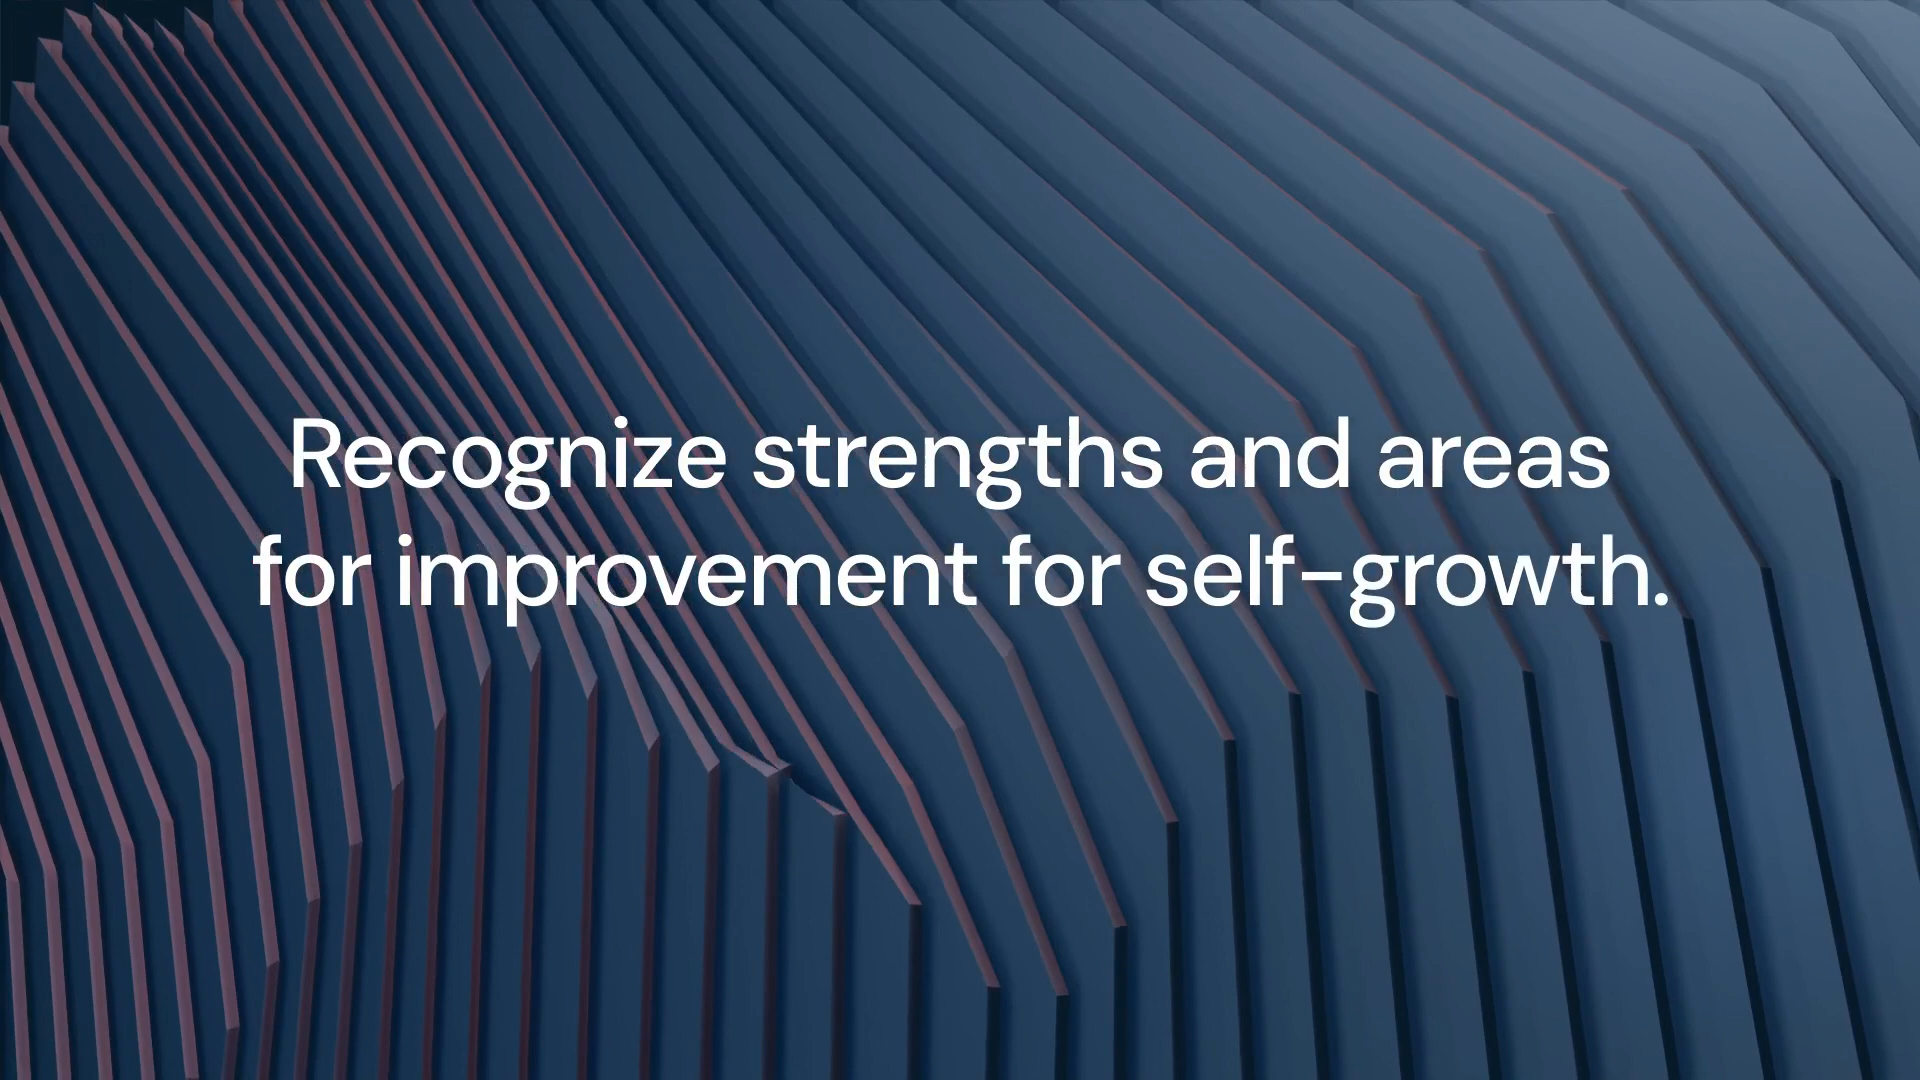 Recognize strengths and areas
for improvement for self-growth.